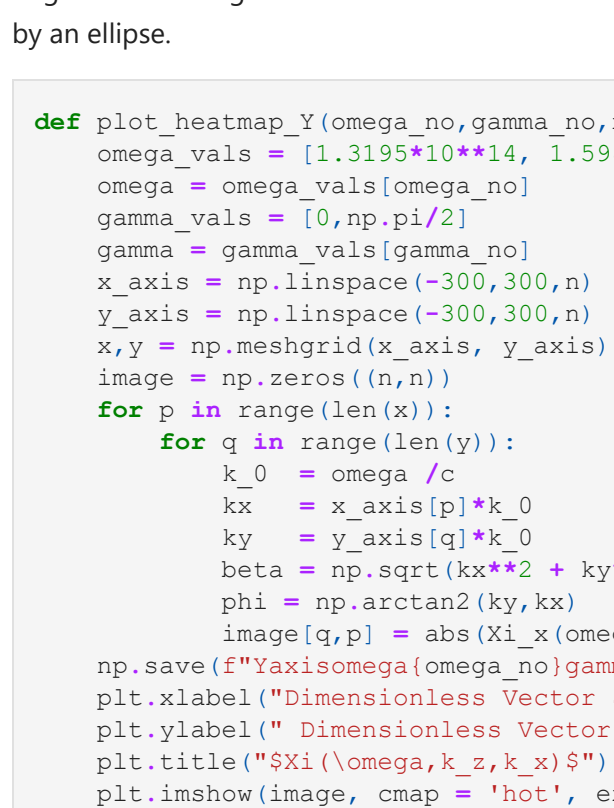 by an ellipse.
def plot_heatmap_Y(omega_no,gamma_no,
    omega_vals = [1.3195*10**14, 1.59
    omega = omega_vals[omega_no]
    gamma_vals = [0,np.pi/2]
    gamma = gamma_vals[gamma_no]
    x_axis = np.linspace(-300,300,n)
    y_axis = np.linspace(-300,300,n)
    x,y = np.meshgrid(x_axis, y_axis)
    image = np.zeros((n,n))
    for p in range(len(x)):
        for q in range(len(y)):
            k_0  = omega /c
            kx   = x_axis[p]*k_0
            ky   = y_axis[q]*k_0
            beta = np.sqrt(kx**2 + ky
            phi = np.arctan2(ky,kx)
            image[q,p] = abs(Xi_x(ome
    np.save(f"Yaxisomega{omega_no}gam
    plt.xlabel("Dimensionless Vector
    plt.ylabel(" Dimensionless Vector
    plt.title("$Xi(\omega,k_z,k_x)$")
    plt.imshow(image, cmap = 'hot', e